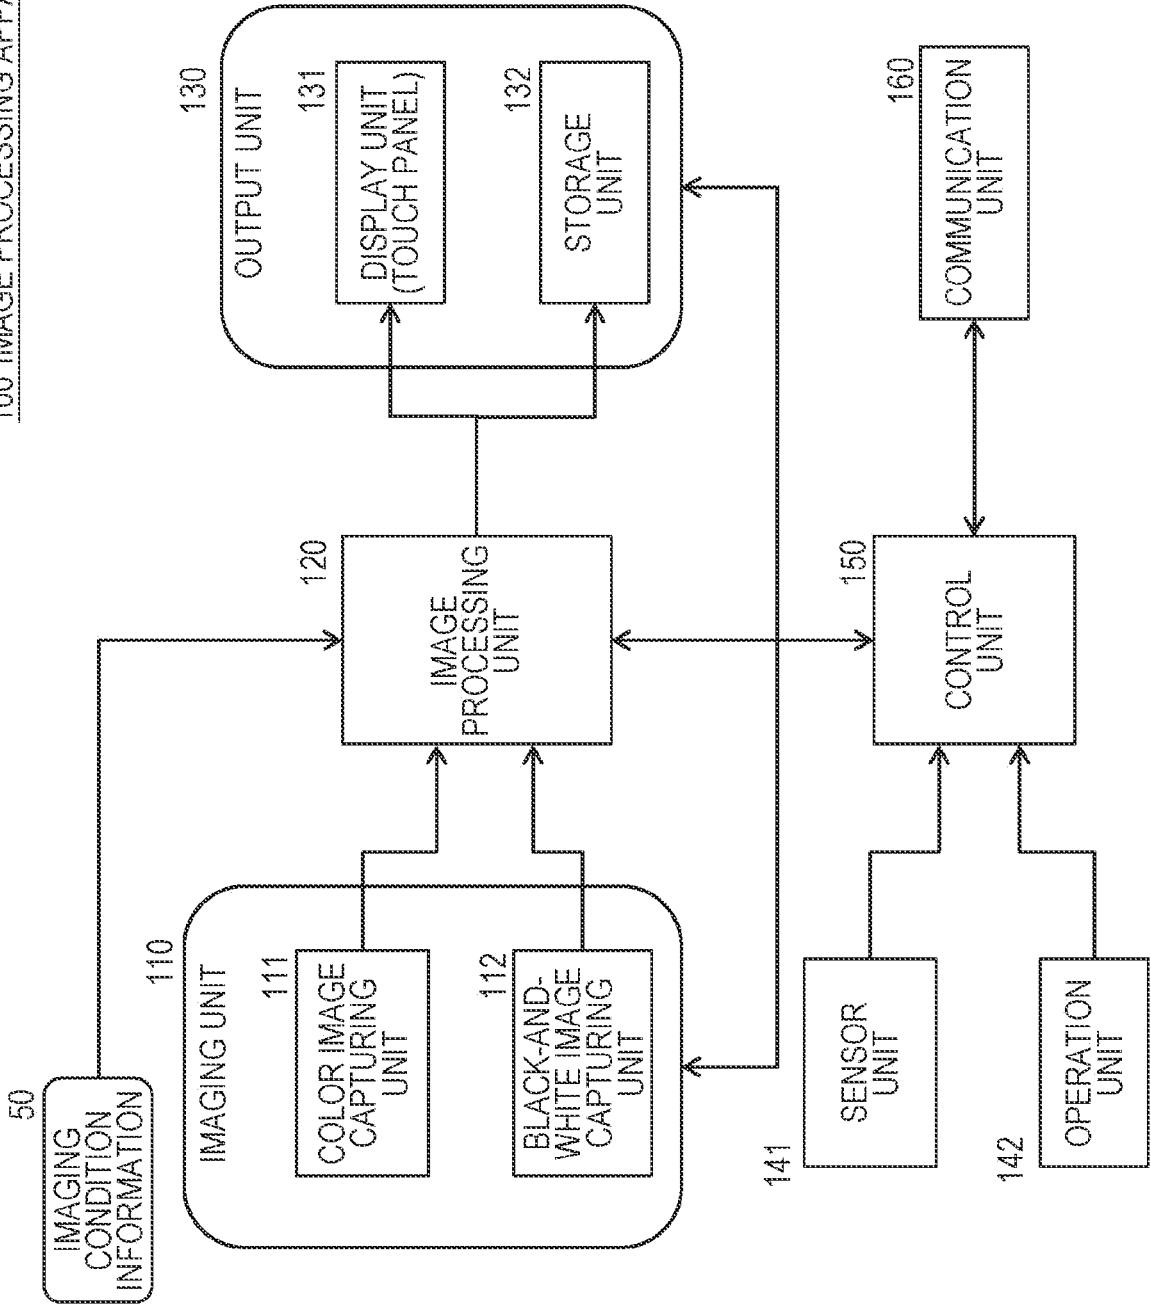 100 IMAGE PROCESSING
50
IMAGING
CONDITION
INFORMATION
110
IMAGING UNIT
111
COLOR IMAGE
CAPTURING
UNIT
112
BLACK-AND-
WHITE IMAGE
CAPTURING
UNIT
120
IMAGE
PROCESSING
UNIT
130
OUTPUT UNIT
131
DISPLAY UNIT
(TOUCH PANEL)
132
STORAGE
UNIT
141
SENSOR
UNIT
142
OPERATION
UNIT
150
CONTROL
UNIT
160
COMMUNICATION
UNIT